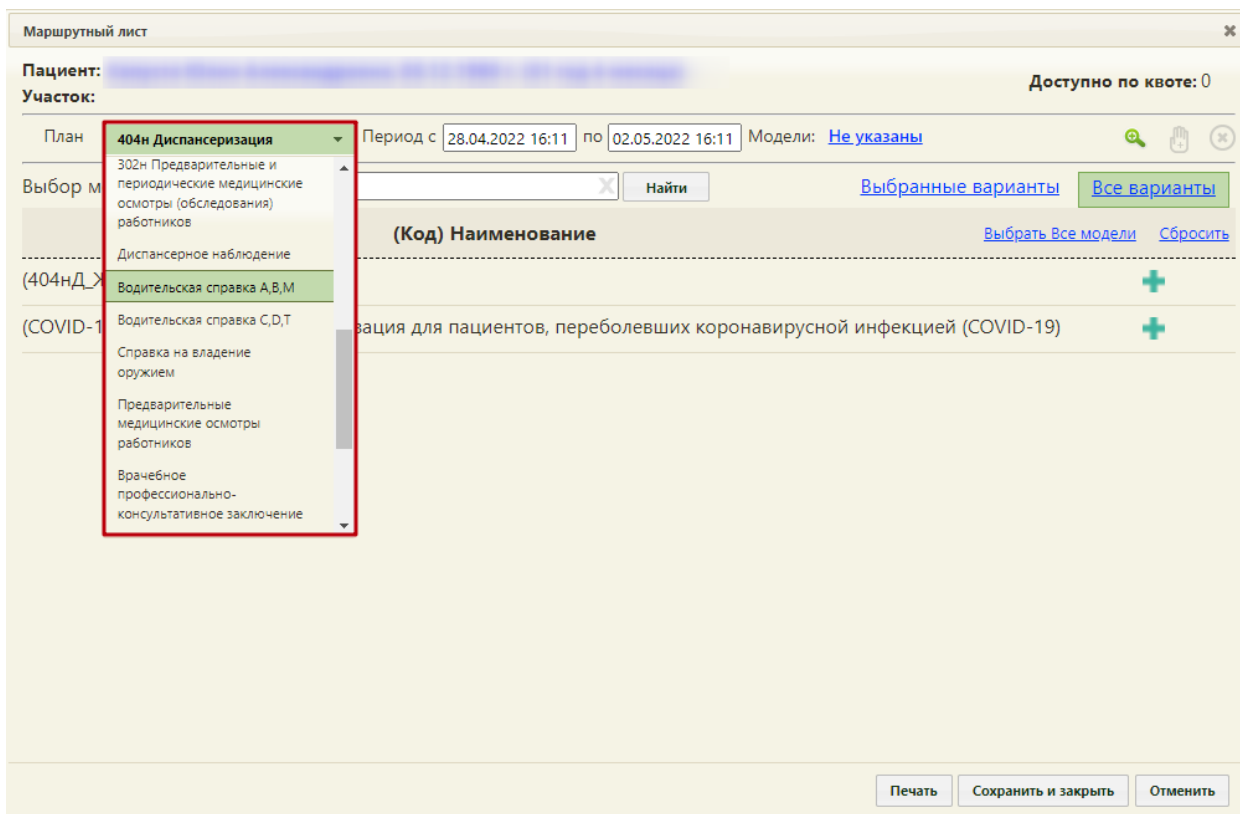 Маршрутный лист
Пациент:
Доступно по квоте: 0
Участок:
План 404н Диспансеризация Период с 28.04.2022 16:11 по 02.05.2022 16:11 Модели: Не указаны
302н Предварительные и
периодические медицинские
осмотры (обследования)
работников
Выбор м
X Найти Выбранные варианты Все варианты
(Код) Наименование Выбрать Все модели Сбросить
Диспансерное наблюдение
(404нД_Ж
Водительская справка A,B,M
Водительская справка C,D,T
(COVID-1 зация для пациентов, переболевших коронавирусной инфекцией (COVID-19)
Справка на владение
оружием
Предварительные
медицинские осмотры
работников
Врачебное
профессионально-
консультативное заключение
Печать Сохранить и закрыть Отменить